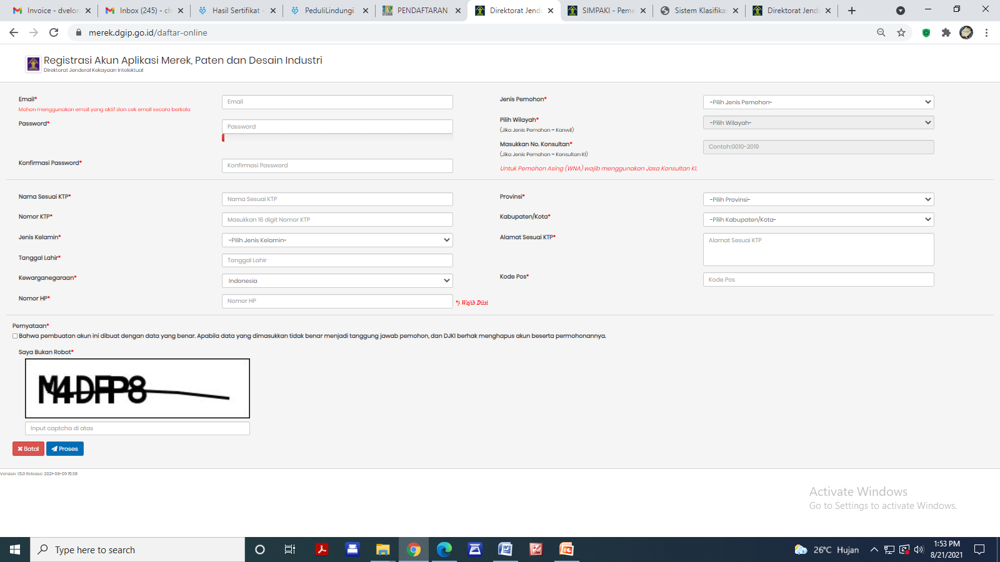 Invoice - dvelor
Inbox (245) - ch
Hasil Sertifikat -
PeduliLindungi
PENDAFTARAN
Direktorat Jende
SIMPAKI - Peme
Sistem Klasifikas
Direktorat Jende
merek.dgip.go.id/daftar-online
Registrasi Akun Aplikasi Merek, Paten dan Desain Industri
Direktorat Jenderal Kekayaan Intelektual
Email*
Email
Mohon menggunakan email yang aktif dan cek email secara berkala
Password*
Password
Konfirmasi Password*
Konfirmasi Password
Jenis Pemohon*
-Pilih Jenis Pemohon-
Pilih Wilayah*
-Pilih Wilayah-
(Jika Jenis Pemohon = Kanwil)
Masukkan No. Konsultan*
Contoh:0010-2019
(Jika Jenis Pemohon = Konsultan KI)
Untuk Pemohon Asing (WNA) wajib menggunakan Jasa Konsultan KI.
Nama Sesuai KTP*
Nama Sesuai KTP
Nomor KTP*
Masukkan 16 digit Nomor KTP
Jenis Kelamin*
-Pilih Jenis Kelamin-
Tanggal Lahir*
Tanggal Lahir
Kewarganegaraan*
Indonesia
Nomor HP*
Nomor HP
*) Wajib Diisi
Provinsi*
-Pilih Provinsi-
Kabupaten/Kota*
-Pilih Kabupaten/Kota-
Alamat Sesuai KTP*
Alamat Sesuai KTP
Kode Pos*
Kode Pos
Pernyataan*
Bahwa pembuatan akun ini dibuat dengan data yang benar. Apabila data yang dimasukkan tidak benar menjadi tanggung jawab pemohon, dan DJKI berhak menghapus akun beserta permohonannya.
Saya Bukan Robot*
M4DFP8
Input captcha di atas
Batal
Proses
Version: 1.5.0 Release: 2021-06-09 15:38
Activate Windows
Go to Settings to activate Windows.
Type here to search
26°C Hujan
1:53 PM
8/21/2021